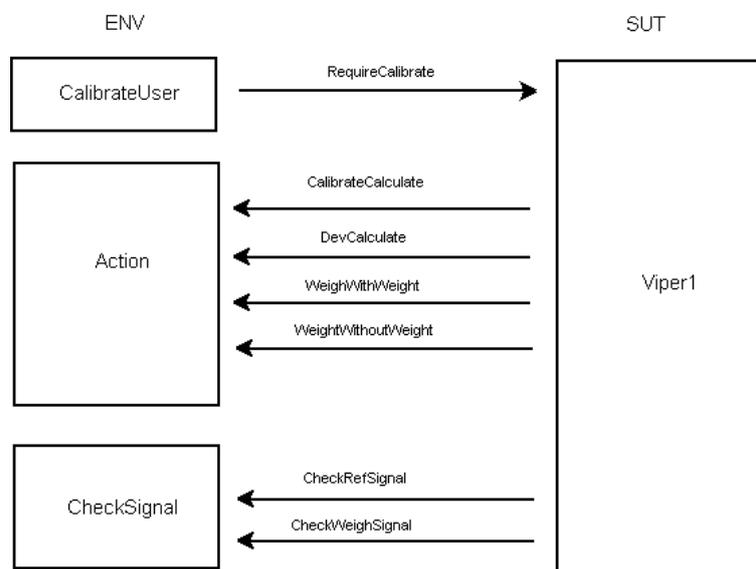 ENV
SUT
CalibrateUser
RequireCalibrate
Action
CalibrateCalculate
DevCalculate
WeighWithWeight
WeightWithoutWeight
Viper1
CheckSignal
CheckRefSignal
CheckWeighSignal